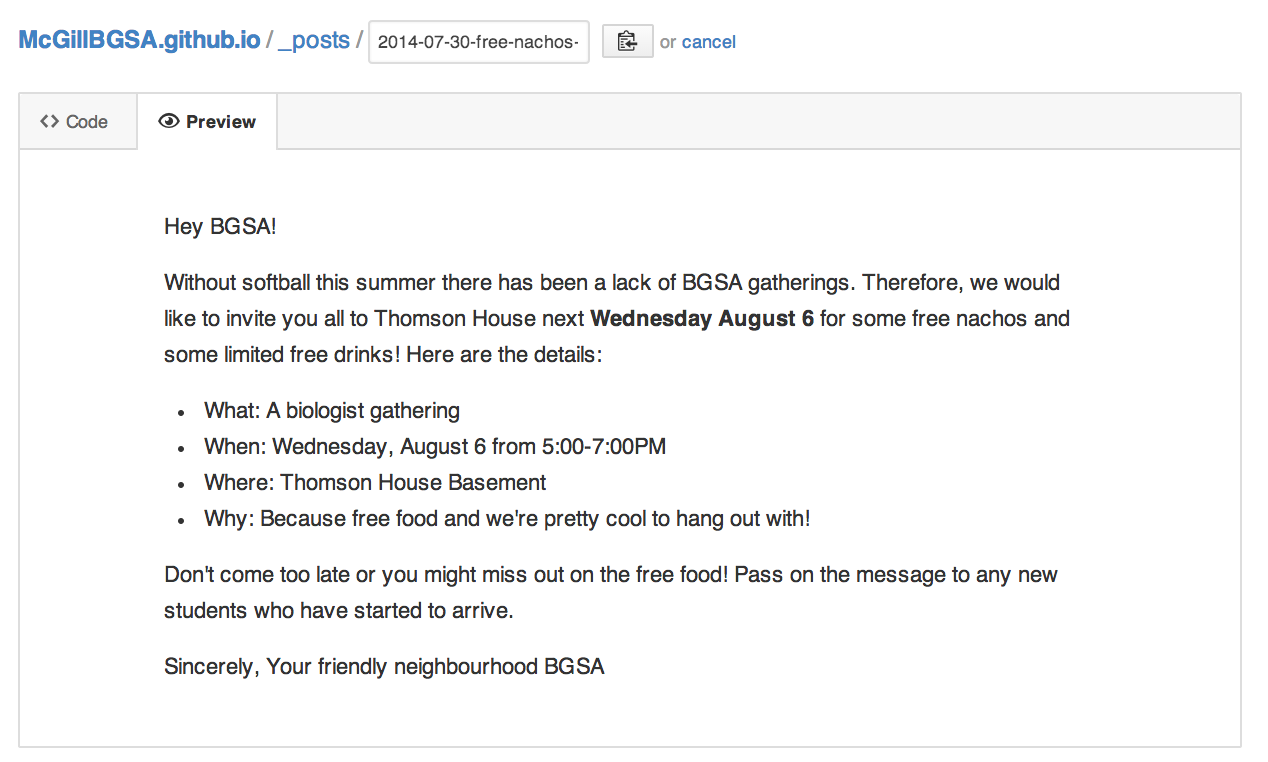 McGillBGSA.github.io / _posts / 2014-07-30-free-nachos- or cancel
<> Code Preview
Hey BGSA!
Without softball this summer there has been a lack of BGSA gatherings. Therefore, we would
like to invite you all to Thomson House next Wednesday August 6 for some free nachos and
some limited free drinks! Here are the details:
• What: A biologist gathering
• When: Wednesday, August 6 from 5:00-7:00PM
• Where: Thomson House Basement
• Why: Because free food and we're pretty cool to hang out with!
Don't come too late or you might miss out on the free food! Pass on the message to any new
students who have started to arrive.
Sincerely, Your friendly neighbourhood BGSA